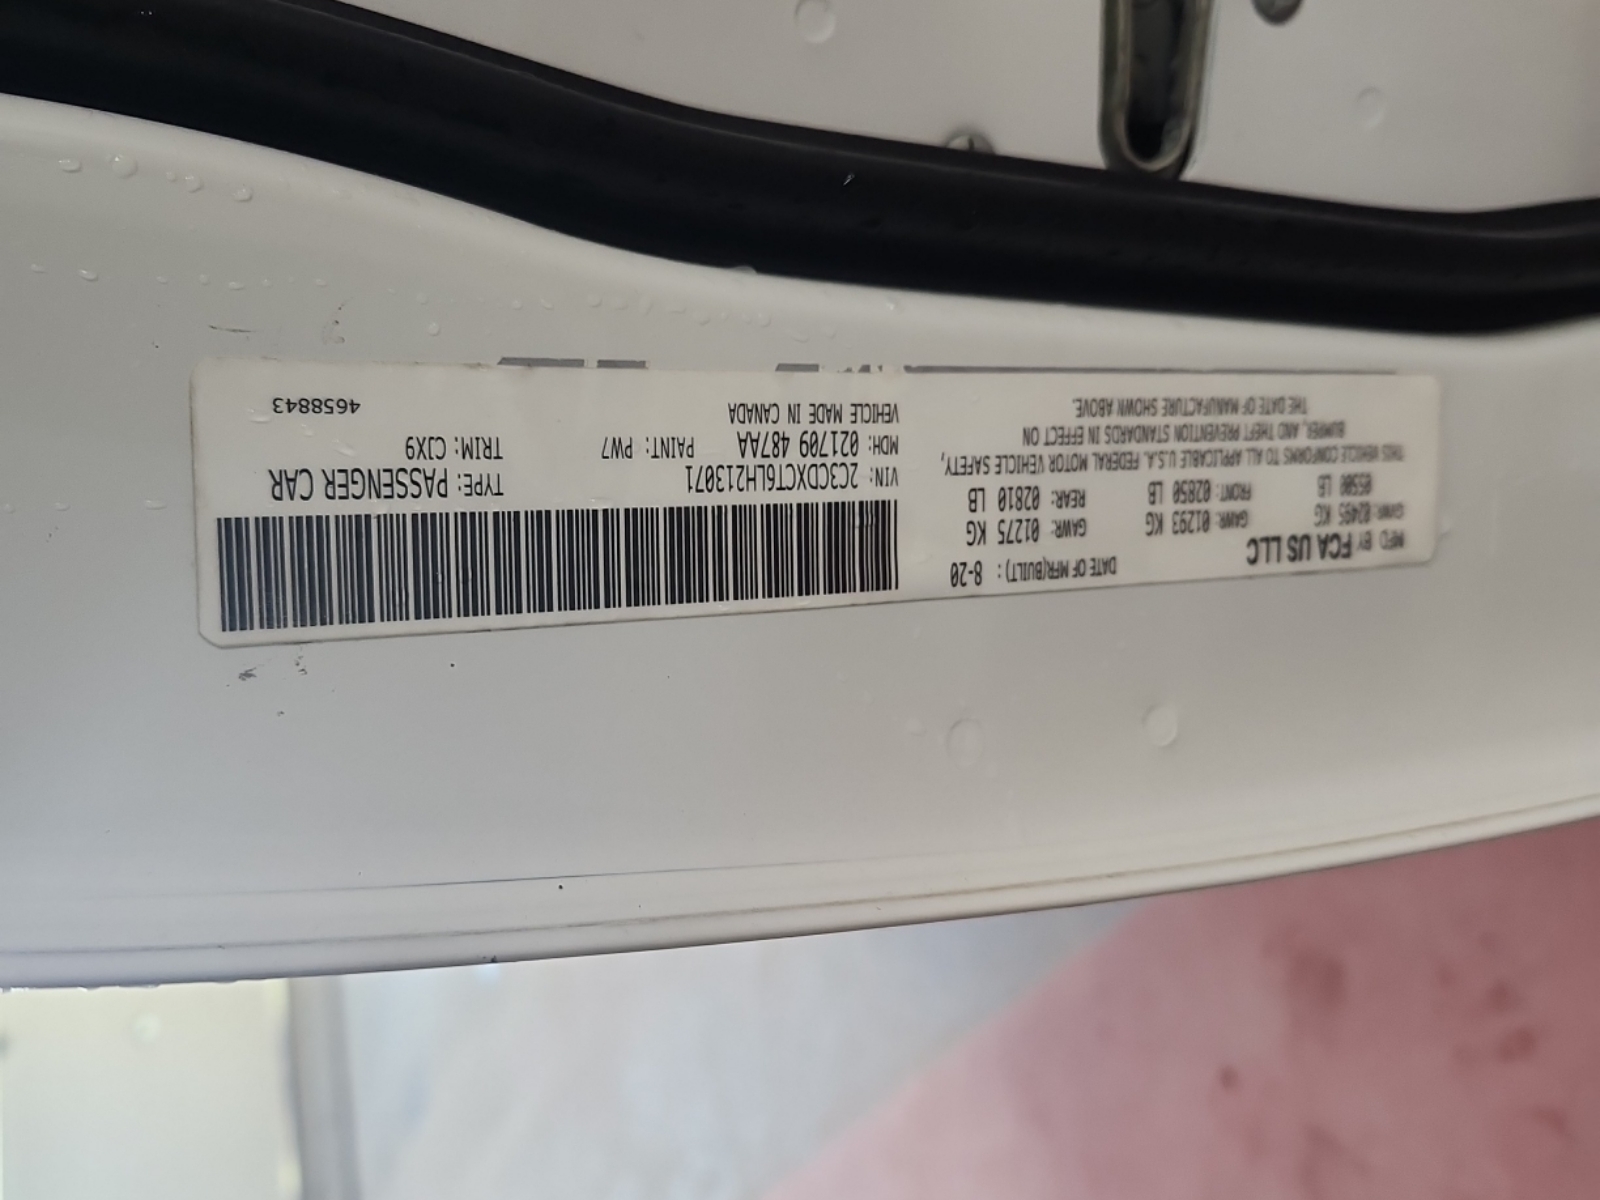 MFD BY FCA US LLC
DATE OF MFR(BUILT): 8-20
GVWR: 02495 KG
GAWR: 01293 KG
GAWR: 01275 KG
05500 LB
FRONT: 02850 LB
REAR: 02810 LB
THIS VEHICLE CONFORMS TO ALL APPLICABLE U.S.A. FEDERAL MOTOR VEHICLE SAFETY,
BUMPER, AND THEFT PREVENTION STANDARDS IN EFFECT ON
THE DATE OF MANUFACTURE SHOWN ABOVE.
VIN: 2C3CDXCT6LH213071
TYPE: PASSENGER CAR
MDH: 021709 487AA
PAINT: PW7
TRIM: CJX9
VEHICLE MADE IN CANADA
4658843